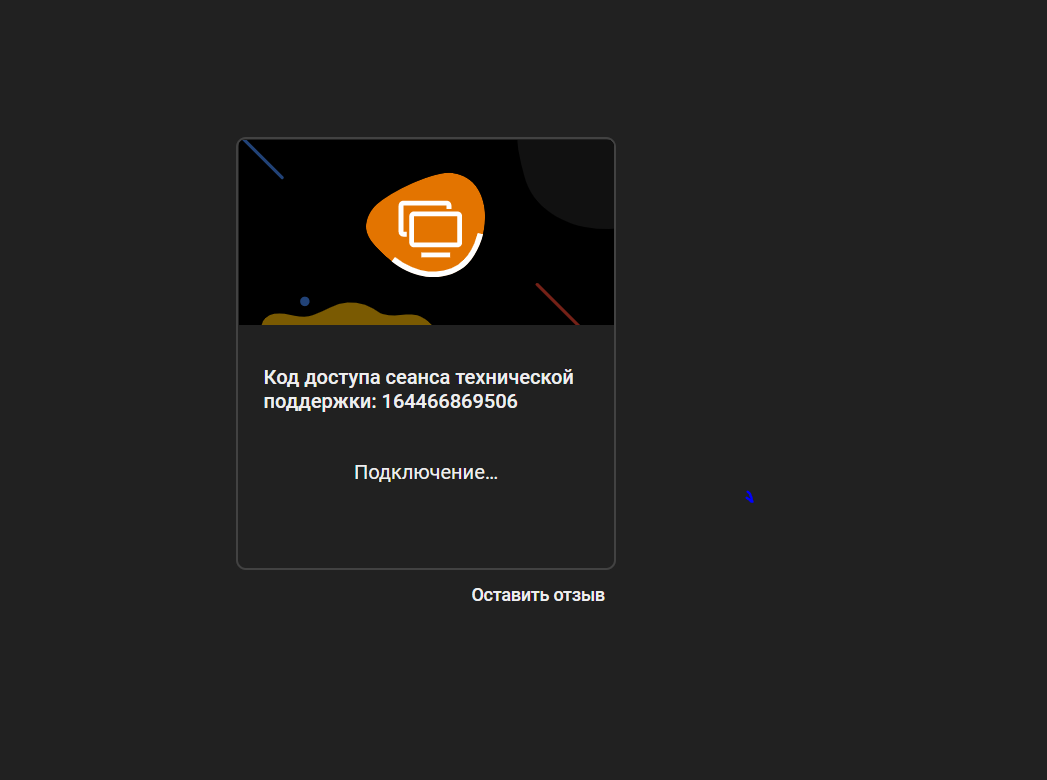 Код доступа сеанса технической
поддержки: 164466869506
Подключение...
Оставить отзыв